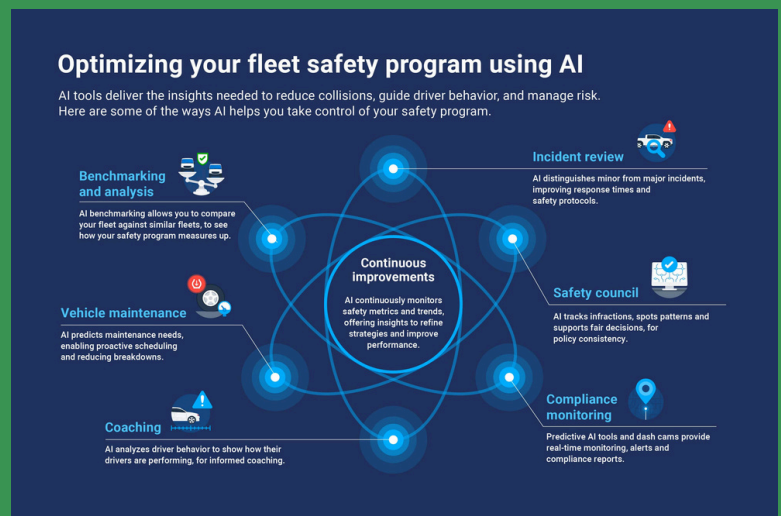 Optimizing your fleet safety program using AI
AI tools deliver the insights needed to reduce collisions, guide driver behavior, and manage risk.
Here are some of the ways AI helps you take control of your safety program.
Benchmarking
and analysis
AI benchmarking allows you to compare
your fleet against similar fleets, to see
how your safety program measures up.
Incident review
AI distinguishes minor from major incidents,
improving response times and
safety protocols.
Continuous
improvements
AI continuously monitors
safety metrics and trends,
offering insights to refine
strategies and improve
performance.
Vehicle maintenance
AI predicts maintenance needs,
enabling proactive scheduling
and reducing breakdowns.
Safety council
AI tracks infractions, spots patterns and
supports fair decisions, for
policy consistency.
Coaching
AI analyzes driver behavior to show how their
drivers are performing, for informed coaching.
Compliance
monitoring
Predictive AI tools and dash cams provide
real-time monitoring, alerts and
compliance reports.